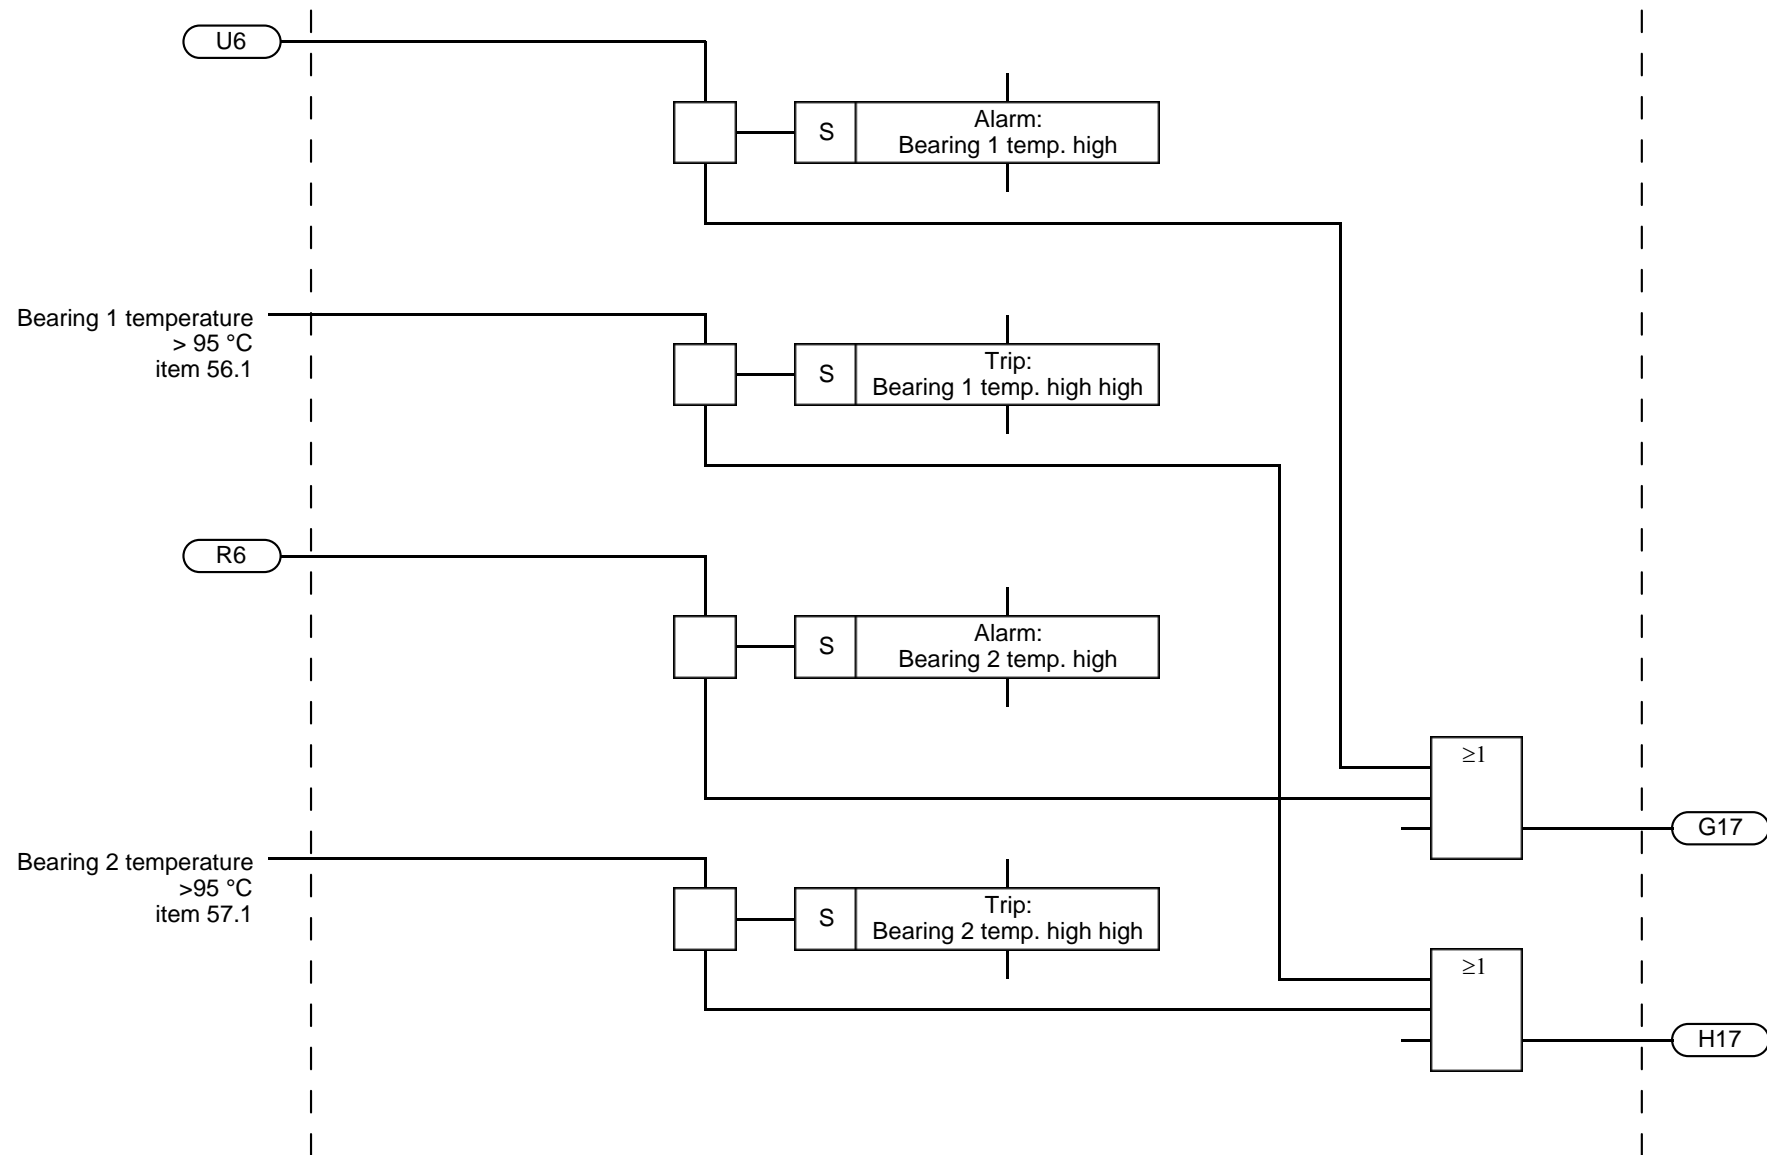 U6
S
Alarm:
Bearing 1 temp. high
Bearing 1 temperature
> 95 °C
item 56.1
S
Trip:
Bearing 1 temp. high high
R6
S
Alarm:
Bearing 2 temp. high
≥1
G17
Bearing 2 temperature
>95 °C
item 57.1
S
Trip:
Bearing 2 temp. high high
≥1
H17